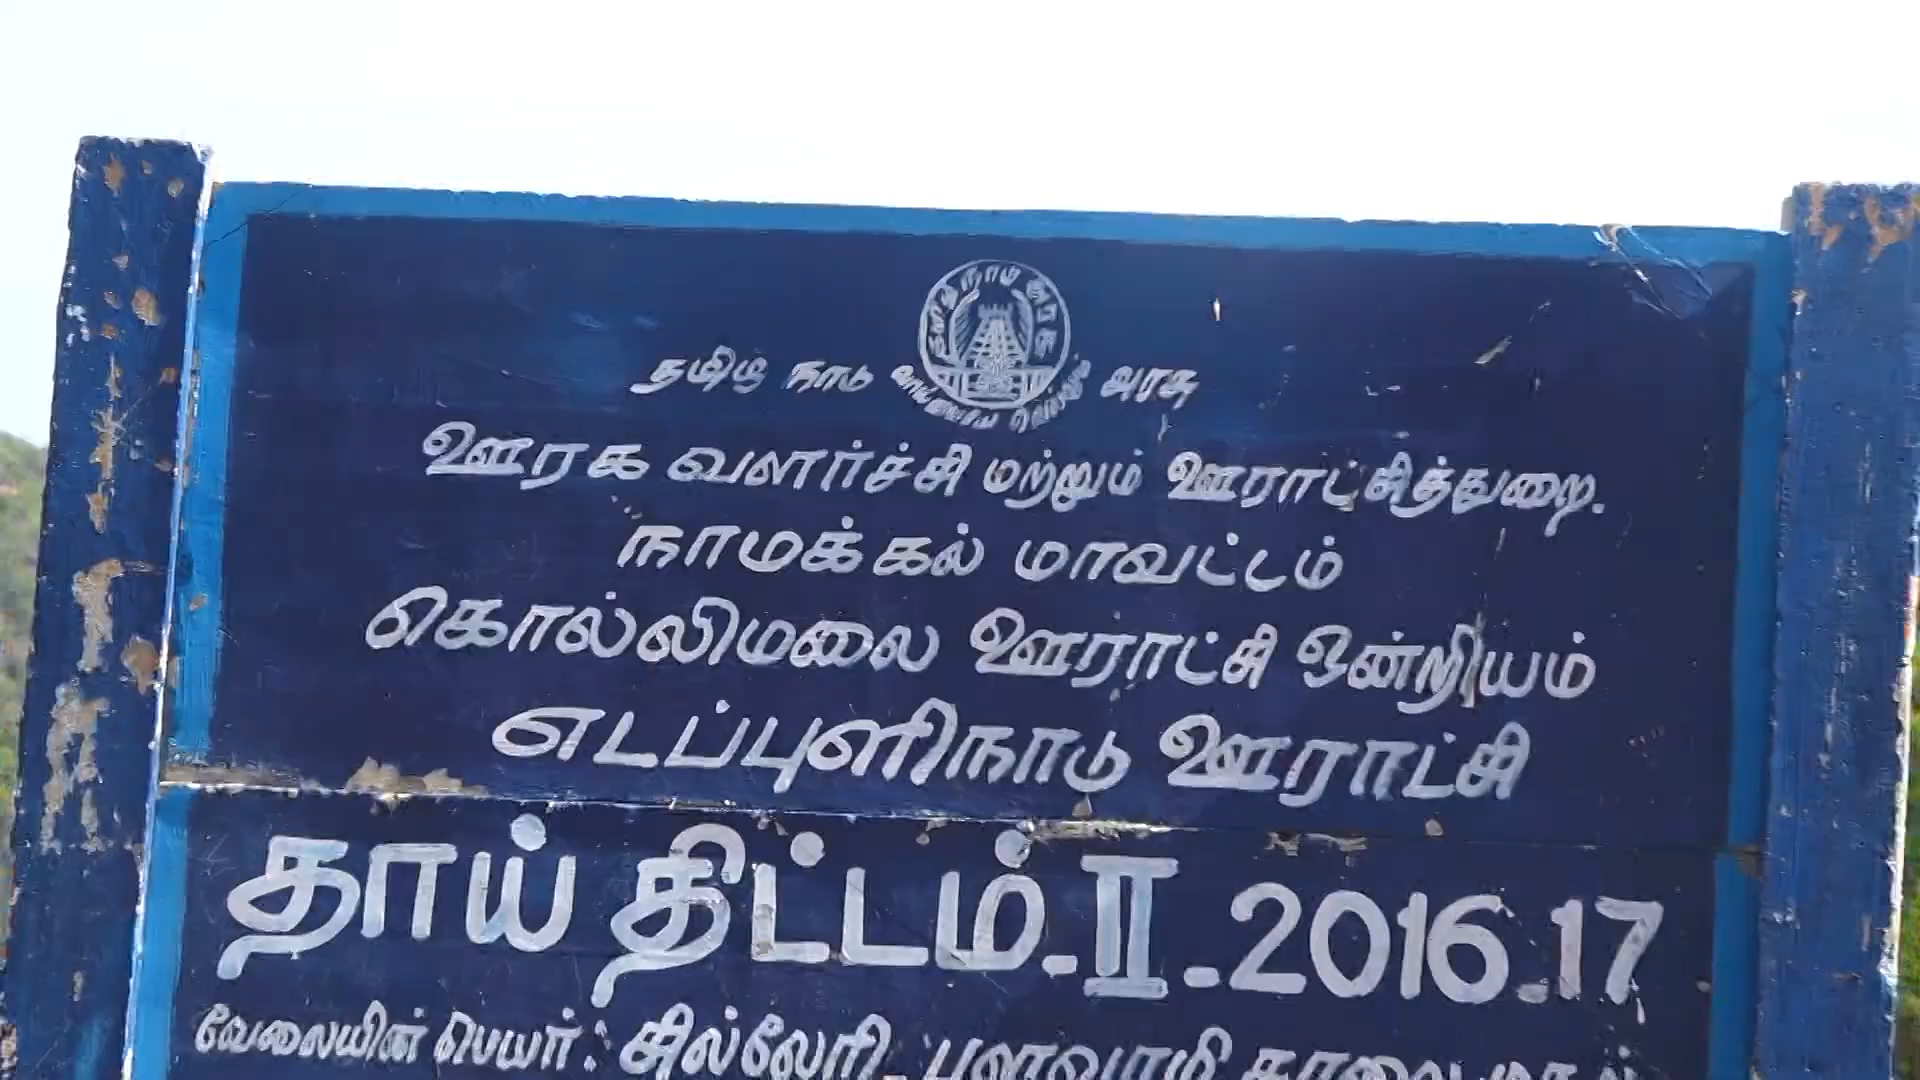 தமிழ் நாடு அரசு
ஊரக வளர்ச்சி மற்றும் ஊராட்சித்துறை.
நாமக்கல் மாவட்டம்
கொல்லிமலை ஊராட்சி ஒன்றியம்
எடப்புளிநாடு ஊராட்சி
தாய் திட்டம்-II-2016-17
வேலையின் பெயர்: சில்லேரி-